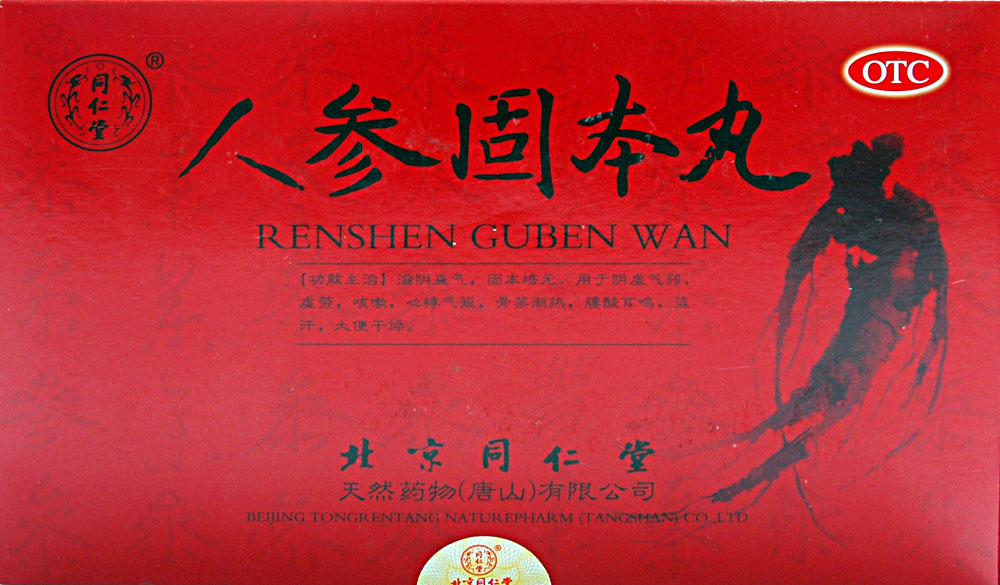 同仁堂
®
OTC
人参固本丸
RENSHEN GUBEN WAN
【功能主治】滋阴益气，固本培元。用于阴虚气弱，
虚劳，咳嗽，心悸气短，骨蒸潮热，腰酸耳鸣，盗
汗，大便干燥。
北京同仁堂
天然药物(唐山)有限公司
BEIJING TONGRENTANG NATUREPHARM (TANGSHAN) CO.,LTD
同仁堂
®
北京同仁堂